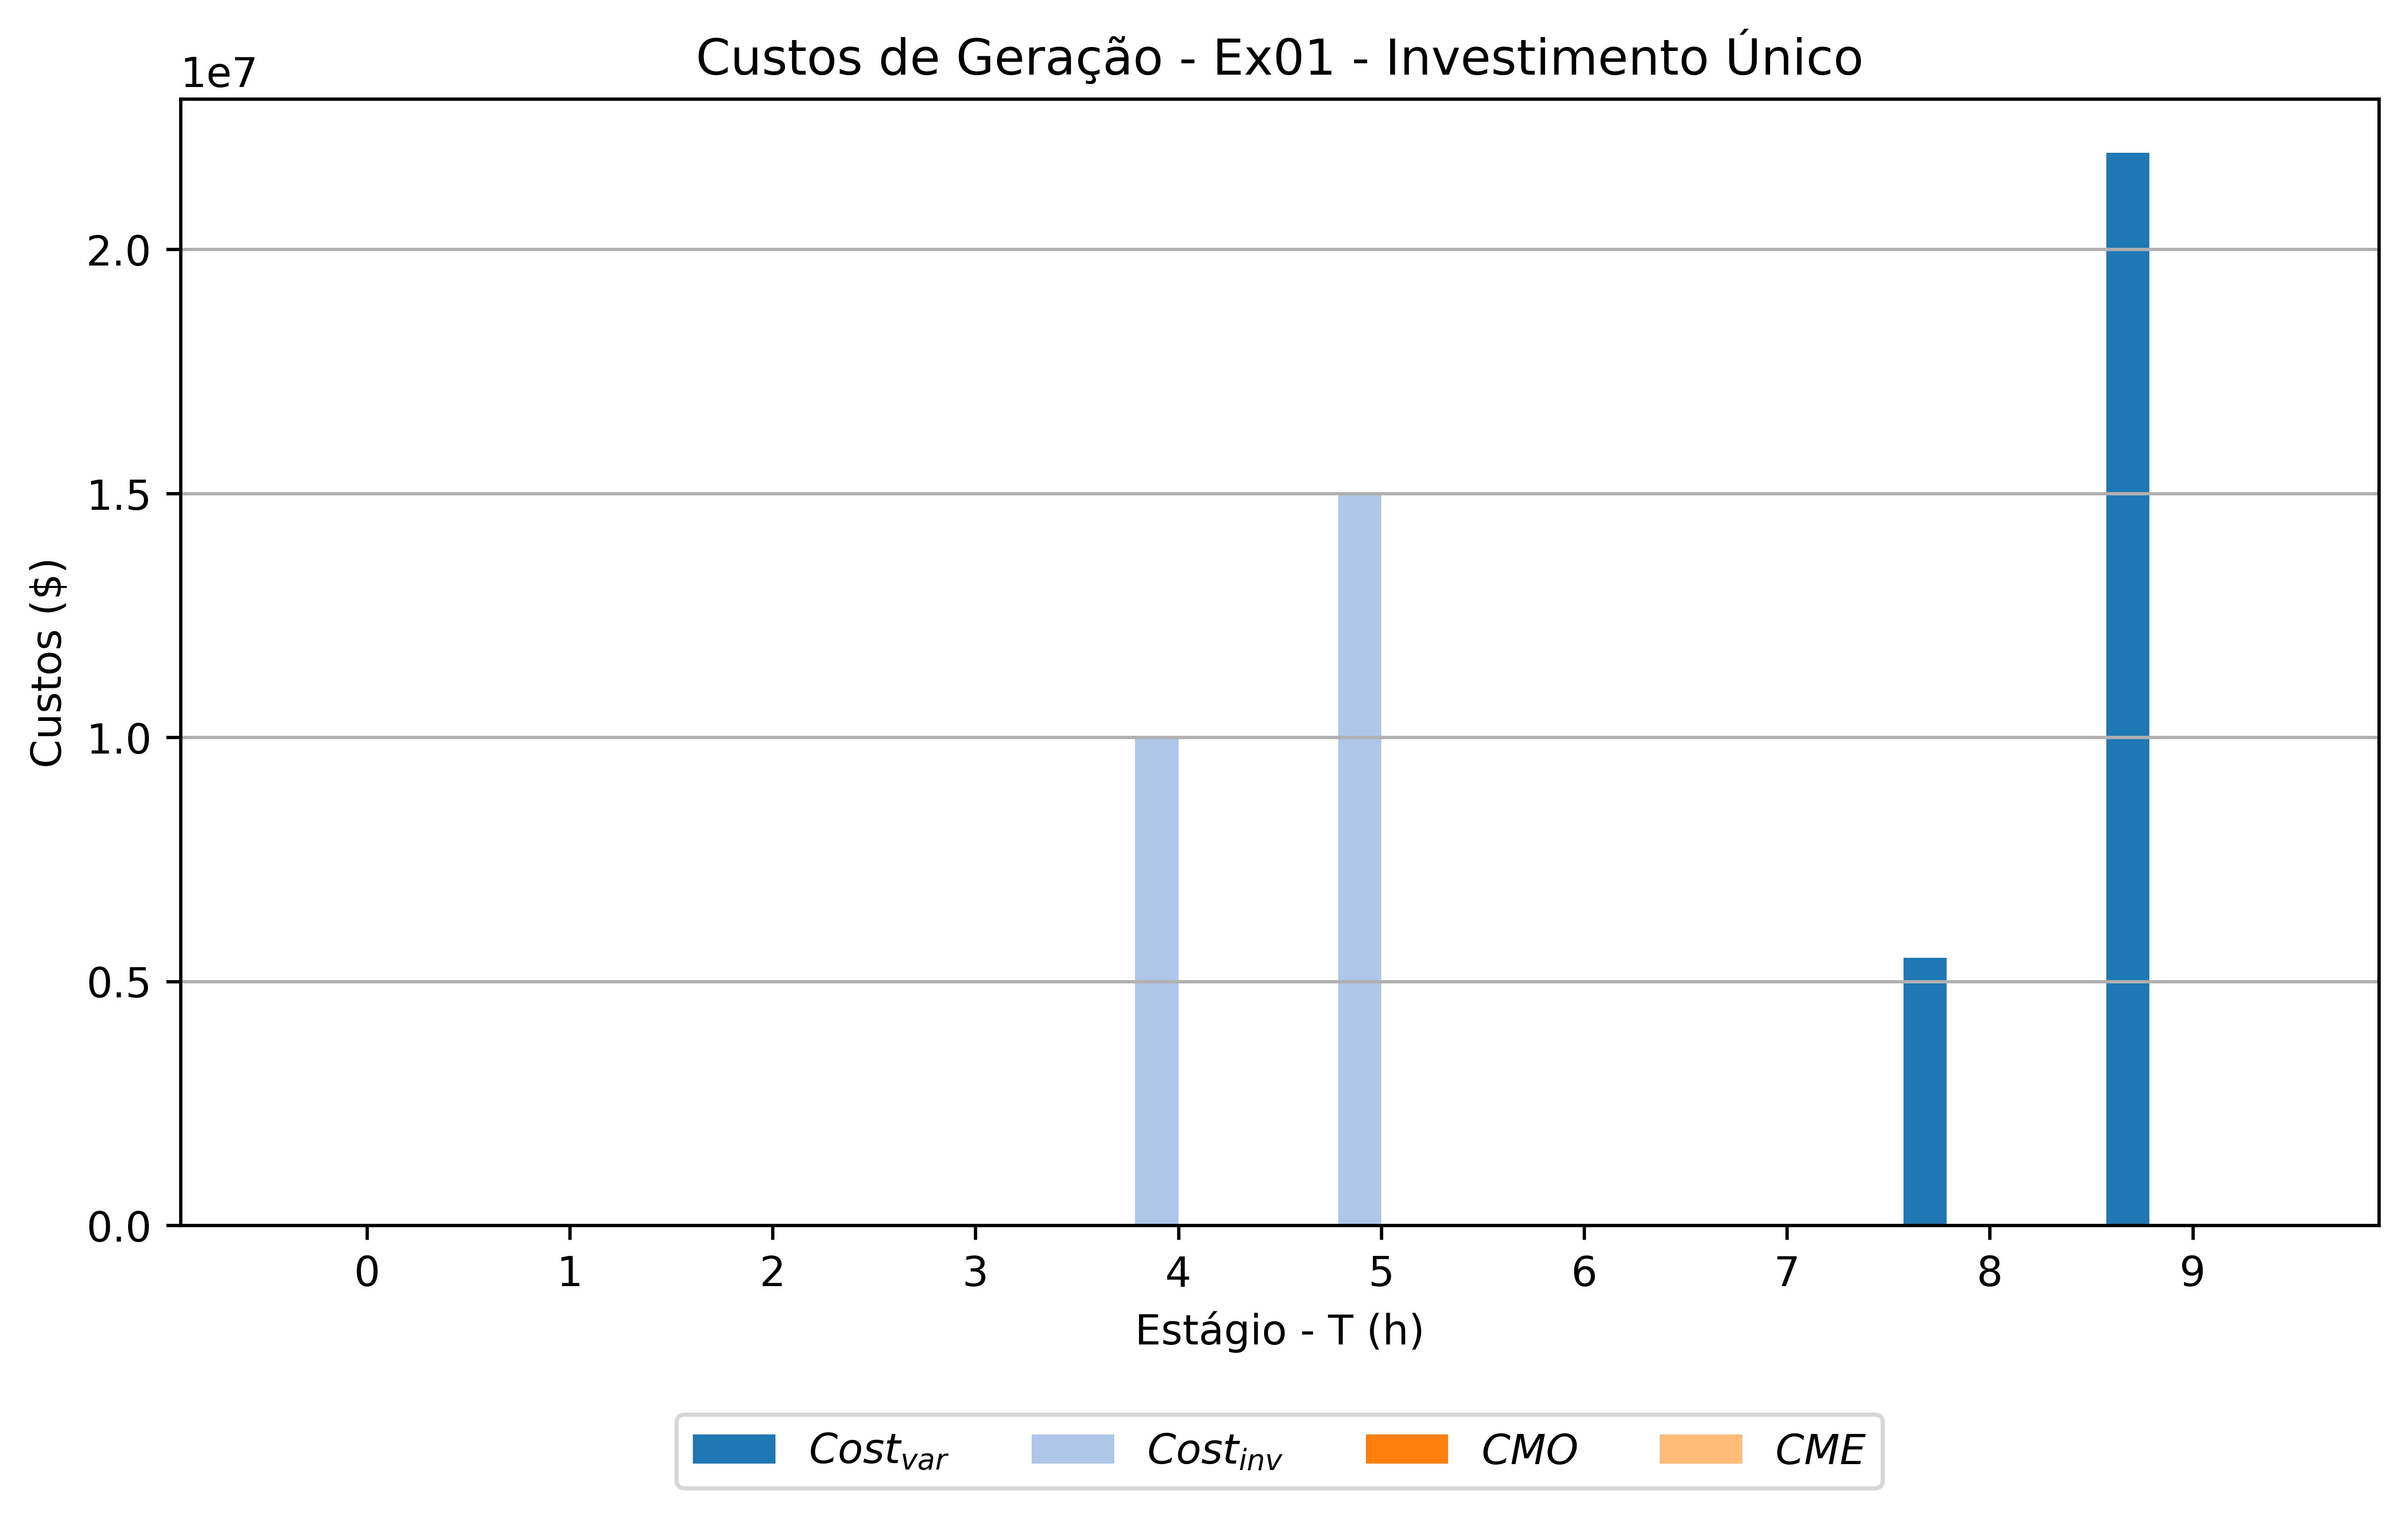 Custos de Geração - Ex01 - Investimento Único
1e7
2.0
1.5
1.0
0.5
0.0
Custos ($)
0 1 2 3 4 5 6 7 8 9
Estágio - T (h)
Cost_var Cost_inv CMO CME